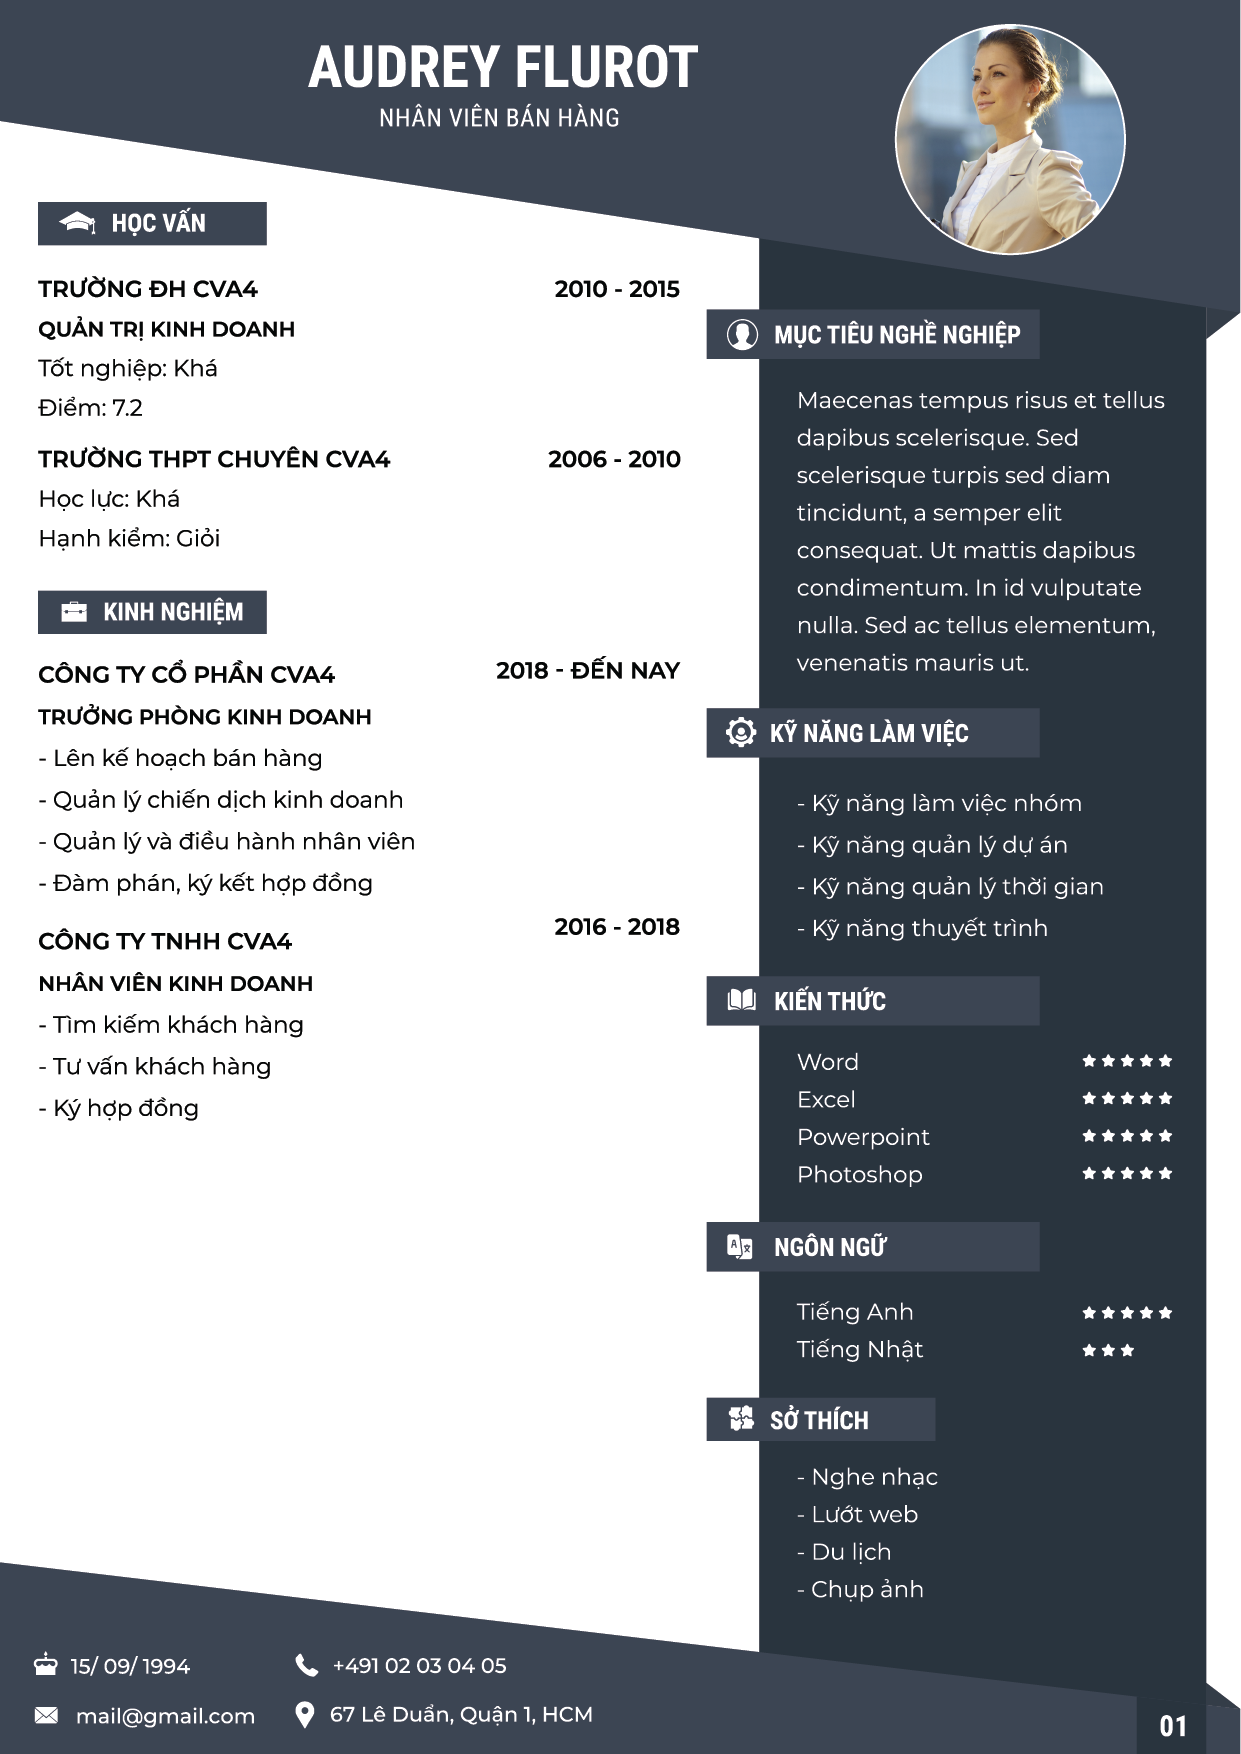 AUDREY FLUROT
NHÂN VIÊN BÁN HÀNG
HỌC VẤN
TRƯỜNG ĐH CVA4 2010 - 2015
QUẢN TRỊ KINH DOANH
Tốt nghiệp: Khá
Điểm: 7.2
TRƯỜNG THPT CHUYÊN CVA4 2006 - 2010
Học lực: Khá
Hạnh kiểm: Giỏi
KINH NGHIỆM
CÔNG TY CỔ PHẦN CVA4 2018 - ĐẾN NAY
TRƯỞNG PHÒNG KINH DOANH
- Lên kế hoạch bán hàng
- Quản lý chiến dịch kinh doanh
- Quản lý và điều hành nhân viên
- Đàm phán, ký kết hợp đồng
CÔNG TY TNHH CVA4 2016 - 2018
NHÂN VIÊN KINH DOANH
- Tìm kiếm khách hàng
- Tư vấn khách hàng
- Ký hợp đồng
MỤC TIÊU NGHỀ NGHIỆP
Maecenas tempus risus et tellus
dapibus scelerisque. Sed
scelerisque turpis sed diam
tincidunt, a semper elit
consequat. Ut mattis dapibus
condimentum. In id vulputate
nulla. Sed ac tellus elementum,
venenatis mauris ut.
KỸ NĂNG LÀM VIỆC
- Kỹ năng làm việc nhóm
- Kỹ năng quản lý dự án
- Kỹ năng quản lý thời gian
- Kỹ năng thuyết trình
KIẾN THỨC
Word
Excel
Powerpoint
Photoshop
NGÔN NGỮ
Tiếng Anh
Tiếng Nhật
SỞ THÍCH
- Nghe nhạc
- Lướt web
- Du lịch
- Chụp ảnh
15/ 09/ 1994 +491 02 03 04 05
mail@gmail.com 67 Lê Duẩn, Quận 1, HCM
01